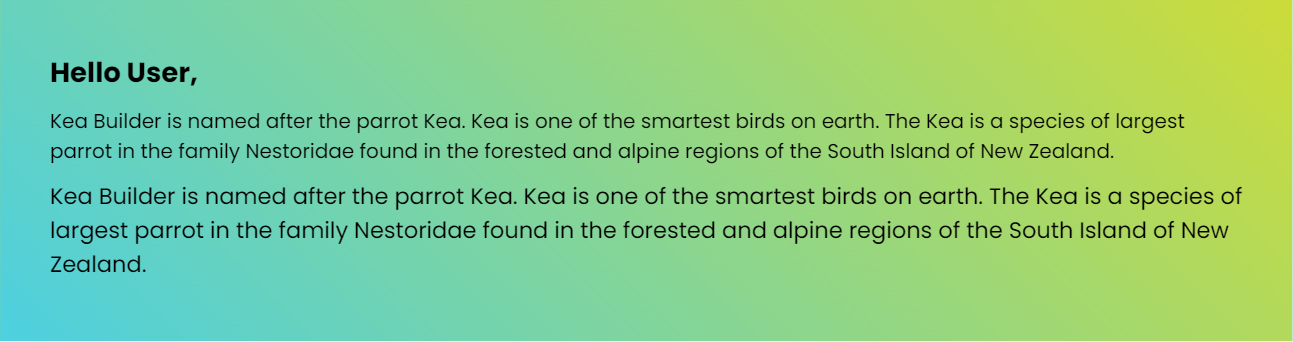 Hello User,
Kea Builder is named after the parrot Kea. Kea is one of the smartest birds on earth. The Kea is a species of largest
parrot in the family Nestoridae found in the forested and alpine regions of the South Island of New Zealand.
Kea Builder is named after the parrot Kea. Kea is one of the smartest birds on earth. The Kea is a species of
largest parrot in the family Nestoridae found in the forested and alpine regions of the South Island of New
Zealand.